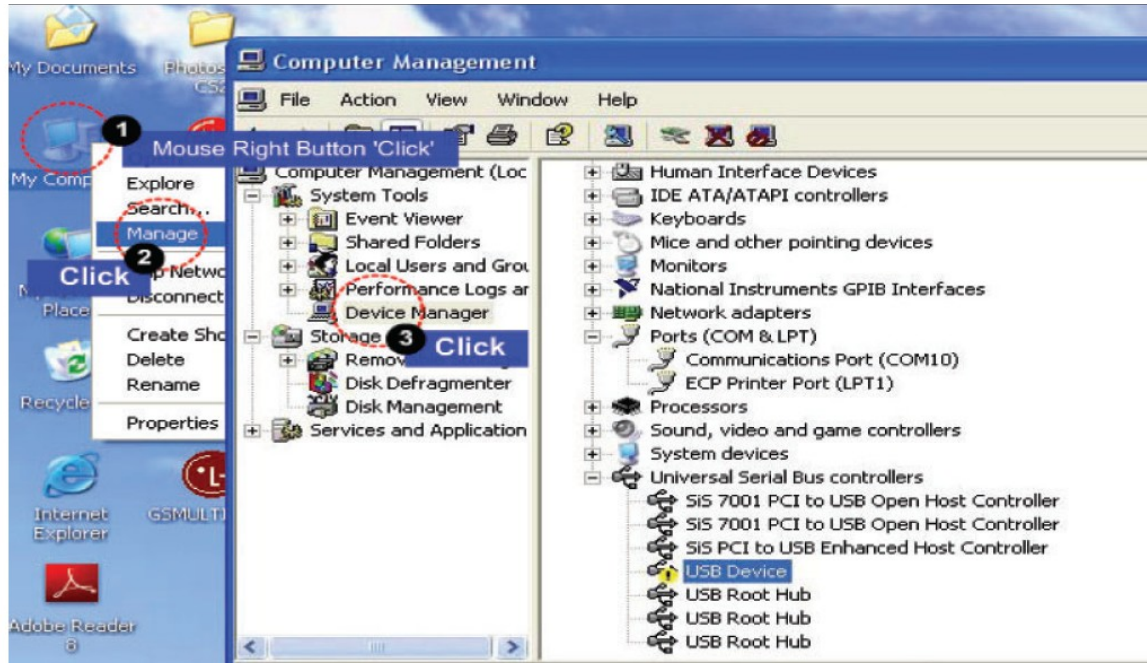 My Documents
Photos
CS2
Computer Management
File Action View Window Help
1
Mouse Right Button 'Click'
My Comp
Explore
Search...
Manage
2
Click
Disconnect
Place
Create Sho
Delete
Rename
Properties
Recycle
Internet
Explorer
GSMULTI
Adobe Reader
8
Computer Management (Loc
System Tools
Event Viewer
Shared Folders
Local Users and Grou
Performance Logs ar
Device Manager
3
Click
Storage
Remov
Disk Defragmenter
Disk Management
Services and Application
Human Interface Devices
IDE ATA/ATAPI controllers
Keyboards
Mice and other pointing devices
Monitors
National Instruments GPIB Interfaces
Network adapters
Ports (COM & LPT)
Communications Port (COM10)
ECP Printer Port (LPT1)
Processors
Sound, video and game controllers
System devices
Universal Serial Bus controllers
SiS 7001 PCI to USB Open Host Controller
SiS 7001 PCI to USB Open Host Controller
SiS PCI to USB Enhanced Host Controller
USB Device
USB Root Hub
USB Root Hub
USB Root Hub